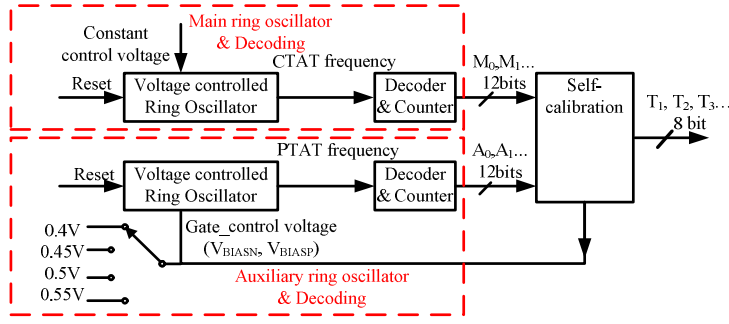 Main ring oscillator
& Decoding
Constant
control voltage
CTAT frequency
M0,M1...
12bits
Reset
Voltage controlled
Ring Oscillator
Decoder
& Counter
Self-
calibration
T1, T2, T3...
8 bit
PTAT frequency
A0,A1...
12bits
Reset
Voltage controlled
Ring Oscillator
Decoder
& Counter
Gate_control voltage
(VBIASN, VBIASP)
0.4V
0.45V
0.5V
0.55V
Auxiliary ring oscillator
& Decoding